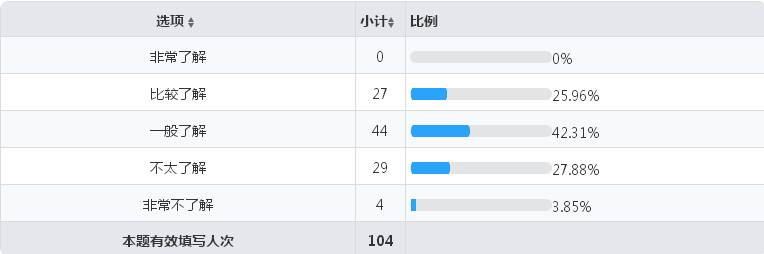 选项 小计 比例
非常了解 0 0%
比较了解 27 25.96%
一般了解 44 42.31%
不太了解 29 27.88%
非常不了解 4 3.85%
本题有效填写人次 104